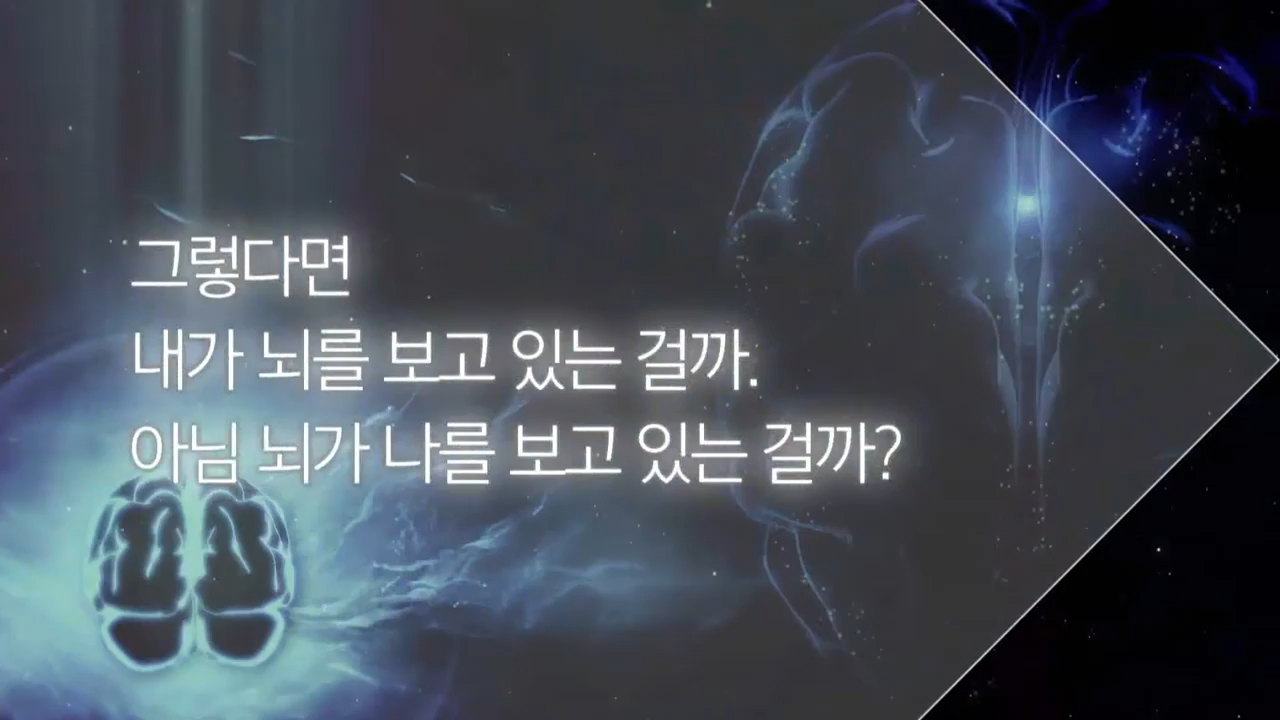 그렇다면
내가 뇌를 보고 있는 걸까.
아님 뇌가 나를 보고 있는 걸까?